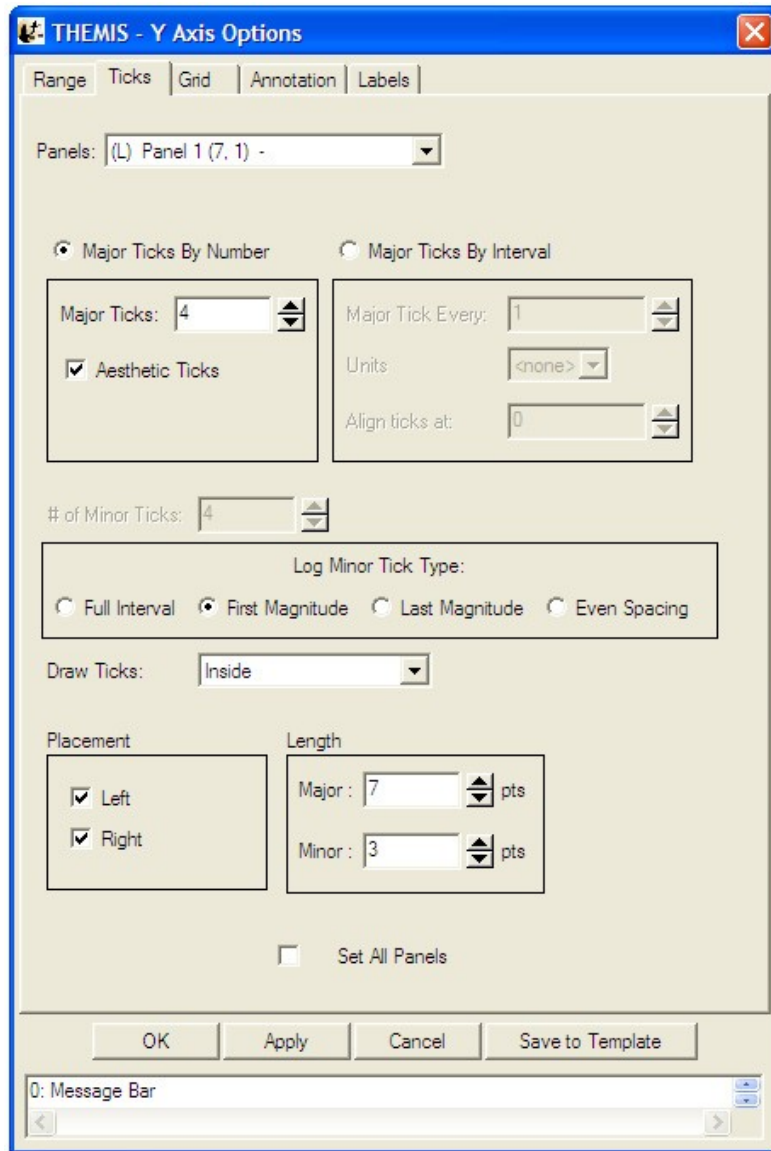 THEMIS - Y Axis Options
Range Ticks Grid Annotation Labels
Panels: (L) Panel 1 (7, 1) -
Major Ticks By Number Major Ticks By Interval
Major Ticks: 4 Major Tick Every: 1
Aesthetic Ticks Units <none>
Align ticks at: 0
# of Minor Ticks: 4
Log Minor Tick Type:
Full Interval First Magnitude Last Magnitude Even Spacing
Draw Ticks: Inside
Placement Length
Left Major : 7 pts
Right Minor : 3 pts
Set All Panels
OK Apply Cancel Save to Template
0: Message Bar